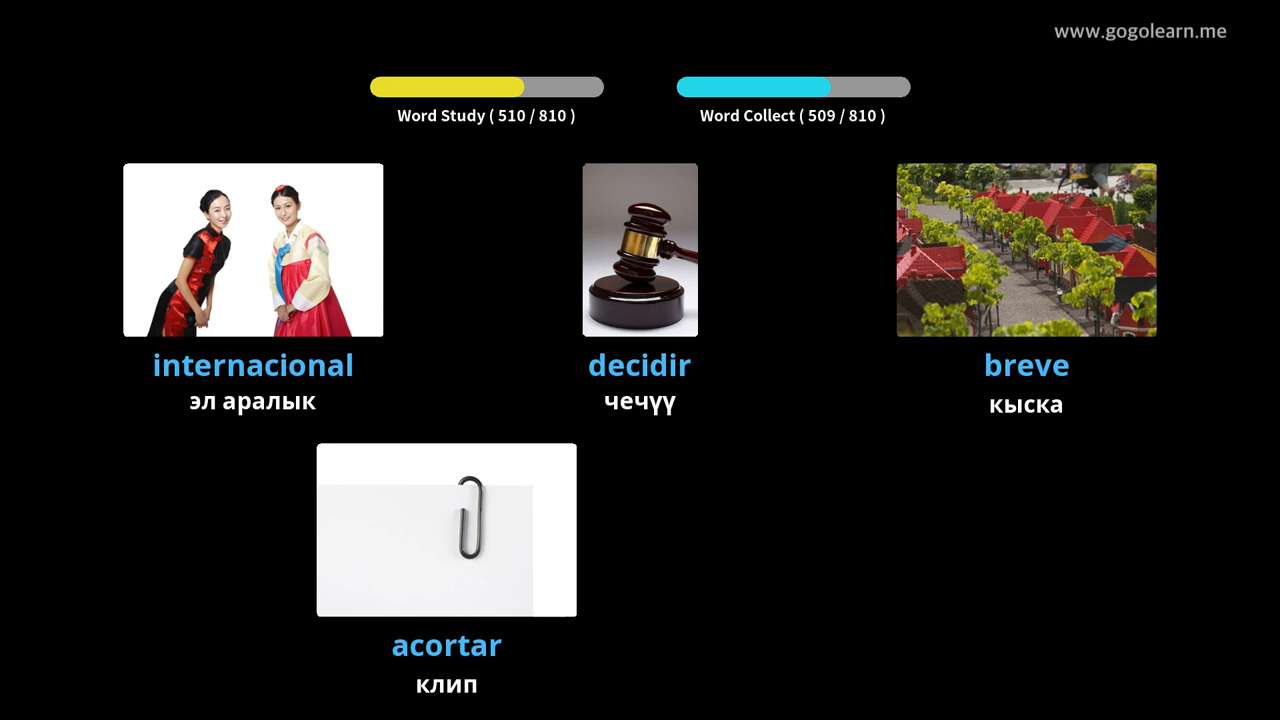 www.gogolearn.me
Word Study ( 510 / 810 )
Word Collect ( 509 / 810 )
internacional
эл аралык
decidir
чечүү
breve
кыска
acortar
клип